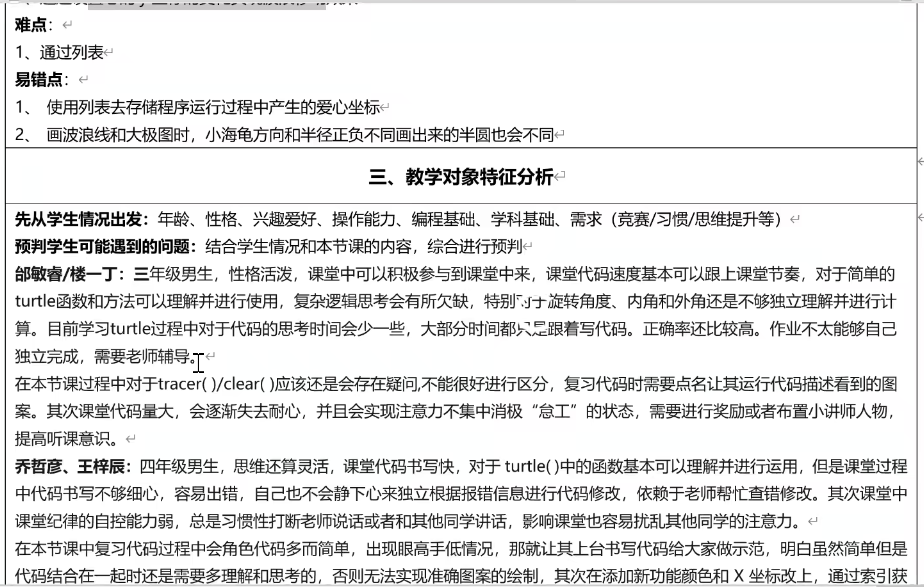 难点：
1、通过列表
易错点：
1、 使用列表去存储程序运行过程中产生的爱心坐标
2、 画波浪线和大极图时，小海龟方向和半径正负不同画出来的半圆也会不同
三、教学对象特征分析
先从学生情况出发：年龄、性格、兴趣爱好、操作能力、编程基础、学科基础、需求（竞赛/习惯/思维提升等）
预判学生可能遇到的问题：结合学生情况和本节课的内容，综合进行预判
邰敏睿/楼一丁：三年级男生，性格活泼，课堂中可以积极参与到课堂中来，课堂代码速度基本可以跟上课堂节奏，对于简单的
turtle函数和方法可以理解并进行使用，复杂逻辑思考会有所欠缺，特别对于旋转角度、内角和外角还是不够独立理解并进行计
算。目前学习turtle过程中对于代码的思考时间会少一些，大部分时间都只是跟着写代码。正确率还比较高。作业不太能够自己
独立完成，需要老师辅导。
在本节课过程中对于tracer( )/clear( )应该还是会存在疑问,不能很好进行区分，复习代码时需要点名让其运行代码描述看到的图
案。其次课堂代码量大，会逐渐失去耐心，并且会实现注意力不集中消极“怠工”的状态，需要进行奖励或者布置小讲师人物，
提高听课意识。
乔哲彦、王梓辰：四年级男生，思维还算灵活，课堂代码书写快，对于 turtle( )中的函数基本可以理解并进行运用，但是课堂过程
中代码书写不够细心，容易出错，自己也不会静下心来独立根据报错信息进行代码修改，依赖于老师帮忙查错修改。其次课堂中
课堂纪律的自控能力弱，总是习惯性打断老师说话或者和其他同学讲话，影响课堂也容易扰乱其他同学的注意力。
在本节课中复习代码过程中会角色代码多而简单，出现眼高手低情况，那就让其上台书写代码给大家做示范，明白虽然简单但是
代码结合在一起时还是需要多理解和思考的，否则无法实现准确图案的绘制，其次在添加新功能颜色和 X 坐标改上，通过索引获